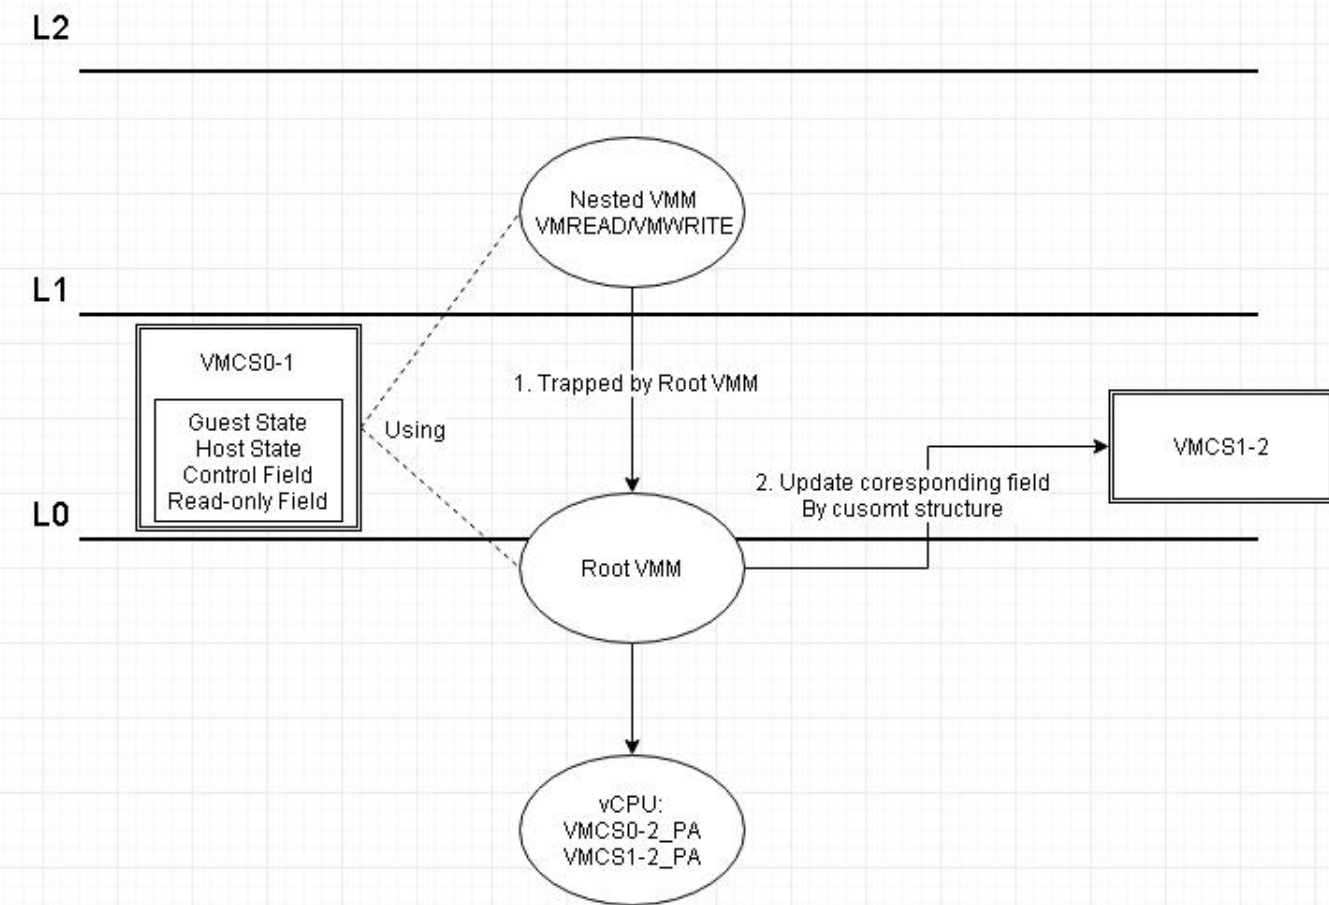 L2
Nested VMM
VMREAD/VMWRITE
L1
VMCS0-1
Guest State
Host State
Control Field
Read-only Field
1. Trapped by Root VMM
Using
VMCS1-2
2. Update coresponding field
By cusomt structure
L0
Root VMM
vCPU:
VMCS0-2_PA
VMCS1-2_PA